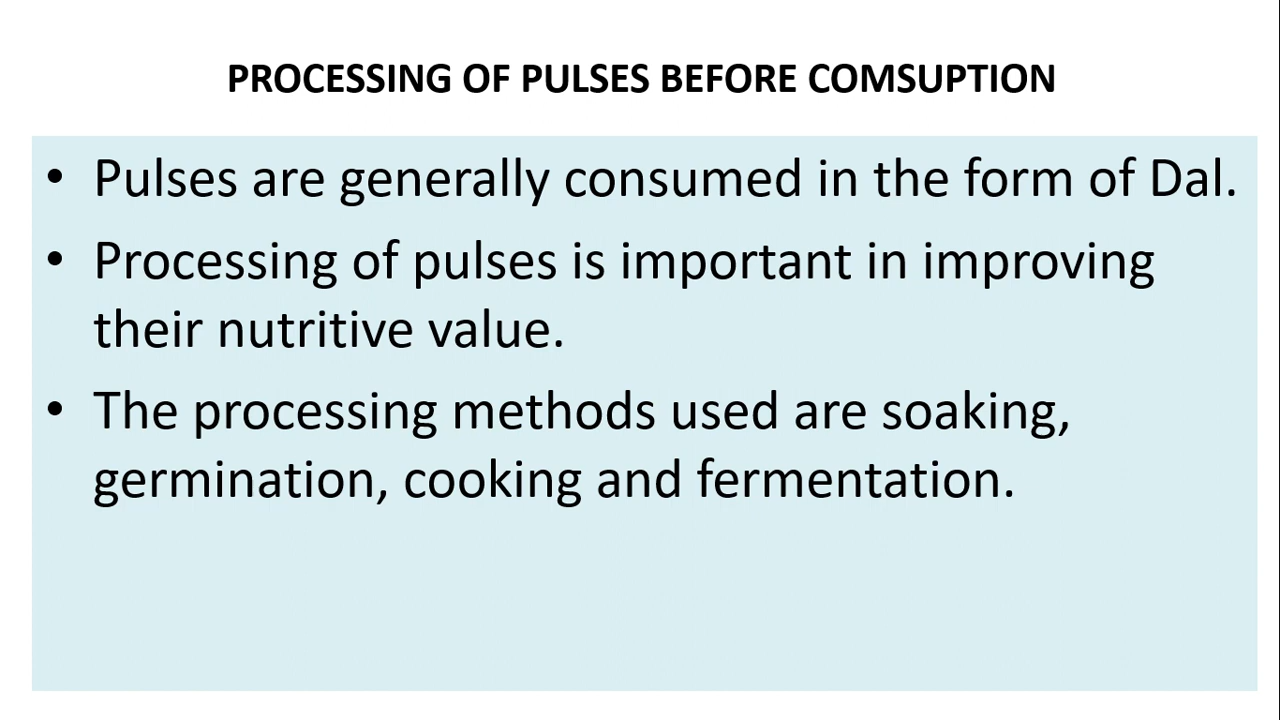 PROCESSING OF PULSES BEFORE COMSUPTION
• Pulses are generally consumed in the form of Dal.
• Processing of pulses is important in improving
their nutritive value.
• The processing methods used are soaking,
germination, cooking and fermentation.